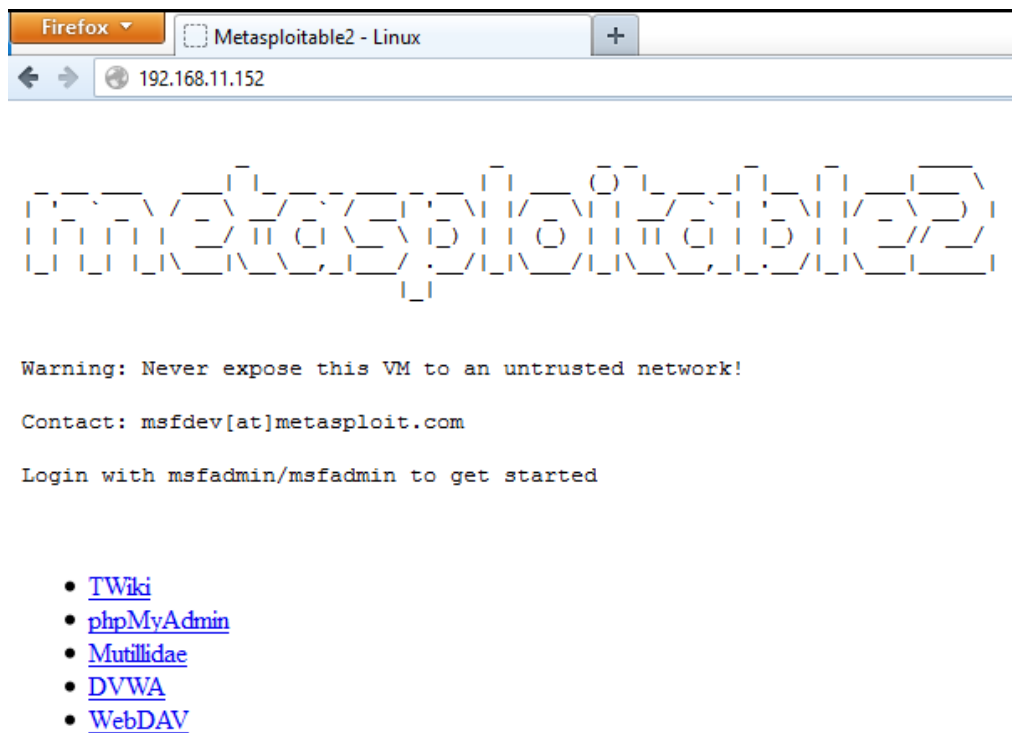 Firefox
Metasploitable2 - Linux
192.168.11.152
metasploitable2
Warning: Never expose this VM to an untrusted network!
Contact: msfdev[at]metasploit.com
Login with msfadmin/msfadmin to get started
TWiki
phpMyAdmin
Mutillidae
DVWA
WebDAV